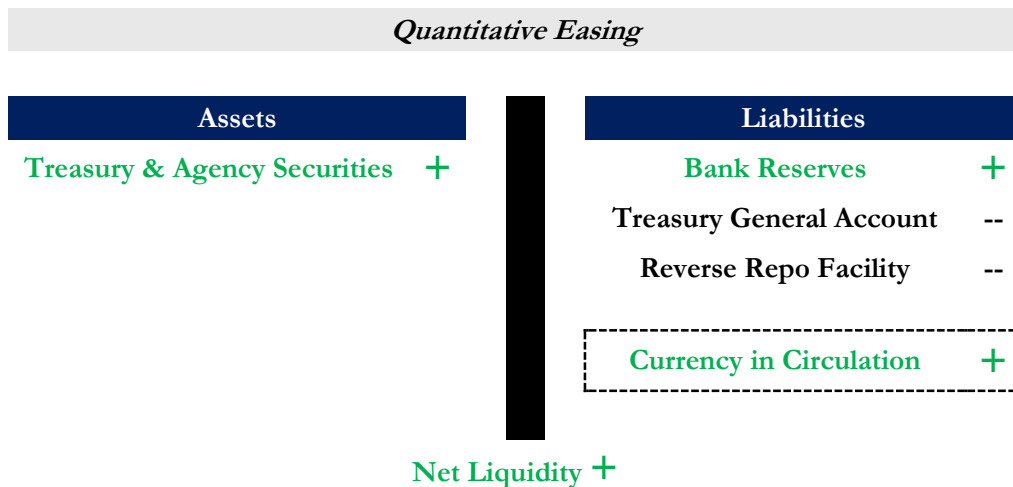 Quantitative Easing
Assets
Treasury & Agency Securities +
Liabilities
Bank Reserves +
Treasury General Account --
Reverse Repo Facility --
Currency in Circulation +
Net Liquidity +